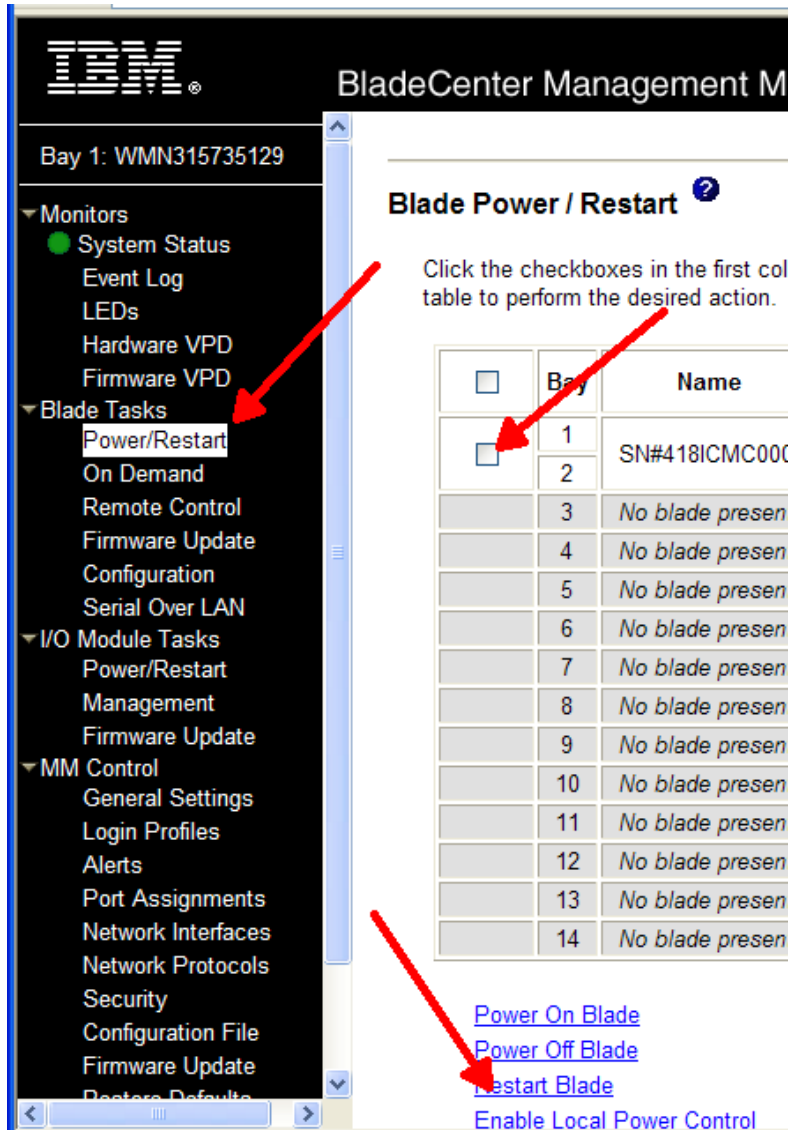 IBM®
BladeCenter Management M
Bay 1: WMN315735129
Monitors
System Status
Event Log
LEDs
Hardware VPD
Firmware VPD
Blade Tasks
Power/Restart
On Demand
Remote Control
Firmware Update
Configuration
Serial Over LAN
I/O Module Tasks
Power/Restart
Management
Firmware Update
MM Control
General Settings
Login Profiles
Alerts
Port Assignments
Network Interfaces
Network Protocols
Security
Configuration File
Firmware Update
Restore Defaults
Blade Power / Restart ?
Click the checkboxes in the first col
table to perform the desired action.
Bay Name
1
SN#418ICMC000
2
3 No blade presen
4 No blade presen
5 No blade presen
6 No blade presen
7 No blade presen
8 No blade presen
9 No blade presen
10 No blade presen
11 No blade presen
12 No blade presen
13 No blade presen
14 No blade presen
Power On Blade
Power Off Blade
Restart Blade
Enable Local Power Control